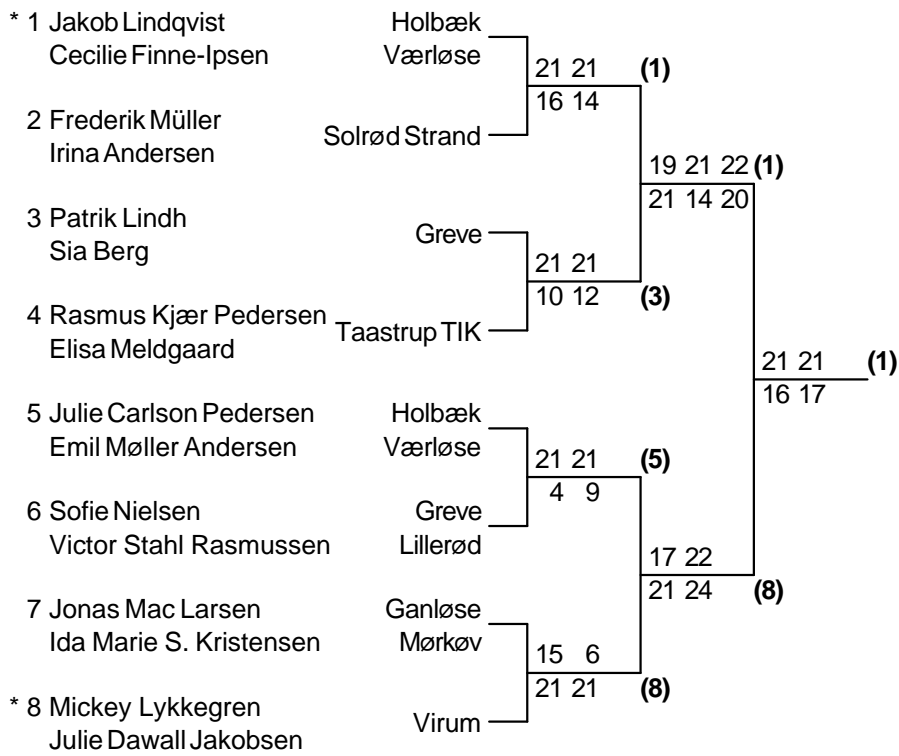 * 1 Jakob Lindqvist Holbæk
Cecilie Finne-Ipsen Værløse
21 21 (1)
16 14
2 Frederik Müller Solrød Strand
Irina Andersen
19 21 22 (1)
21 14 20
3 Patrik Lindh Greve
Sia Berg
21 21
10 12 (3)
4 Rasmus Kjær Pedersen Taastrup TIK
Elisa Meldgaard
21 21 (1)
16 17
5 Julie Carlson Pedersen Holbæk
Emil Møller Andersen Værløse
21 21 (5)
4 9
6 Sofie Nielsen Greve
Victor Stahl Rasmussen Lillerød
17 22
21 24 (8)
7 Jonas Mac Larsen Ganløse
Ida Marie S. Kristensen Mørkøv
15 6
21 21 (8)
* 8 Mickey Lykkegren Virum
Julie Dawall Jakobsen